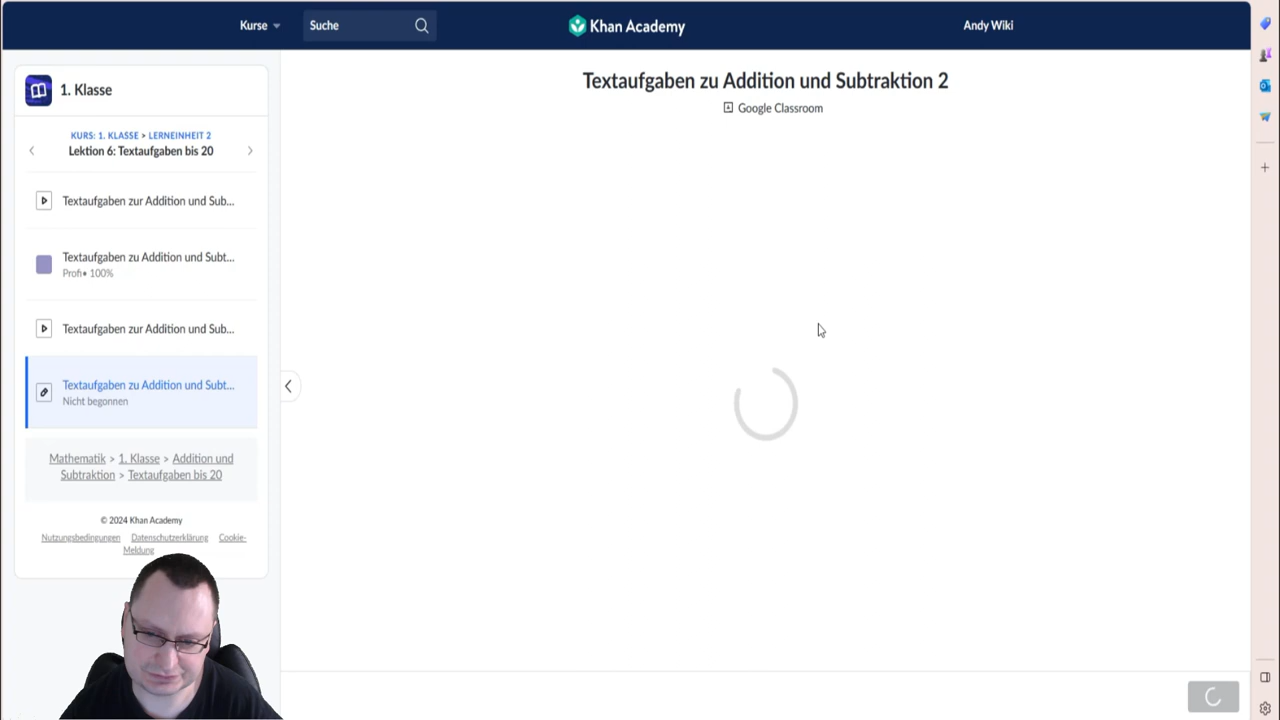 Kurse
Suche
Khan Academy
Andy Wiki
1. Klasse
KURS: 1. KLASSE > LERNEINHEIT 2
Lektion 6: Textaufgaben bis 20
Textaufgaben zur Addition und Sub...
Textaufgaben zu Addition und Subt...
Profi• 100%
Textaufgaben zur Addition und Sub...
Textaufgaben zu Addition und Subt...
Nicht begonnen
Mathematik > 1. Klasse > Addition und
Subtraktion > Textaufgaben bis 20
© 2024 Khan Academy
Nutzungsbedingungen Datenschutzerklärung Cookie-
Meldung
Textaufgaben zu Addition und Subtraktion 2
Google Classroom